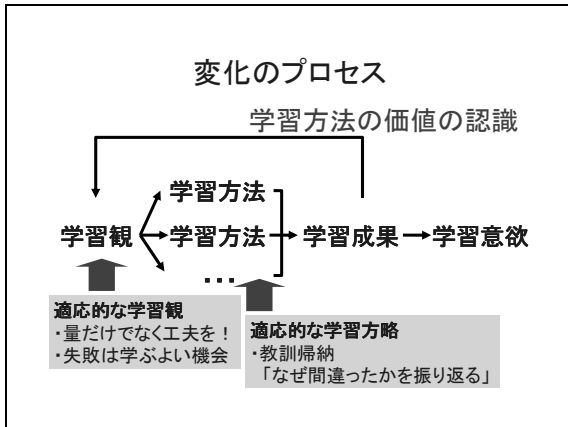 変化のプロセス
学習方法の価値の認識
学習方法
学習観
学習方法
学習成果
学習意欲
…
適応的な学習観
・量だけでなく工夫を！
・失敗は学ぶよい機会
適応的な学習方略
・教訓帰納
「なぜ間違ったかを振り返る」